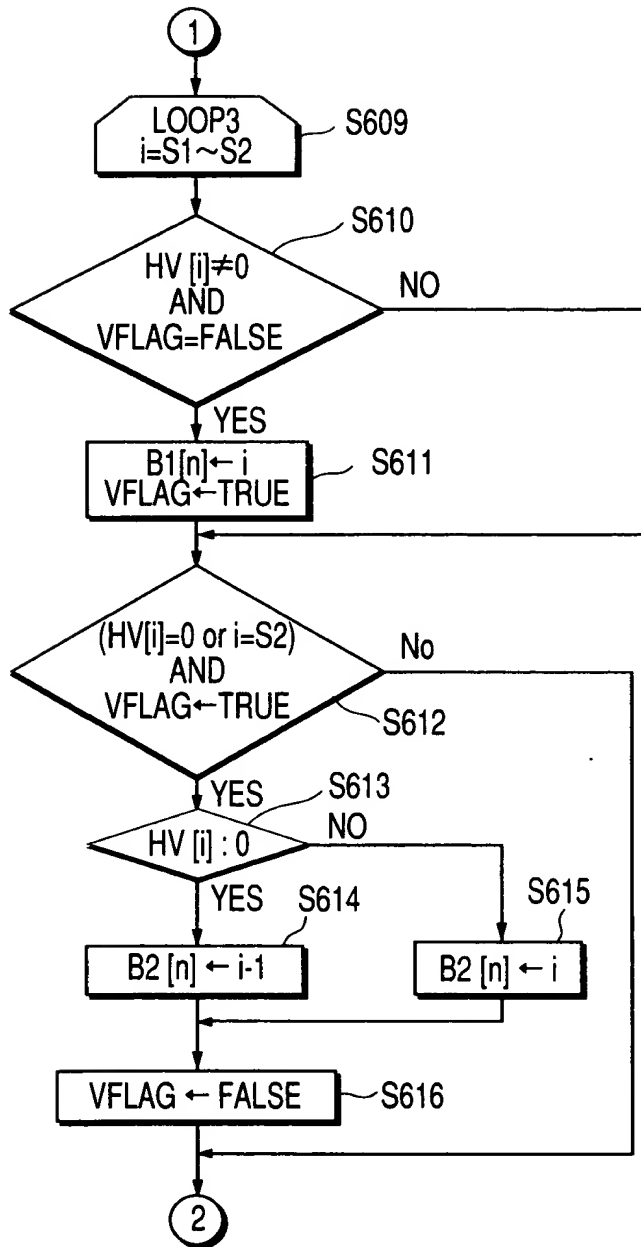 1
LOOP3
i=S1~S2
S609
S610
HV [i]≠0
AND
VFLAG=FALSE
NO
YES
B1[n]← i
VFLAG←TRUE
S611
(HV[i]=0 or i=S2)
AND
VFLAG←TRUE
No
S612
YES
S613
HV [i] : 0
NO
YES
S614
B2 [n] ← i-1
S615
B2 [n] ← i
VFLAG ← FALSE
S616
2